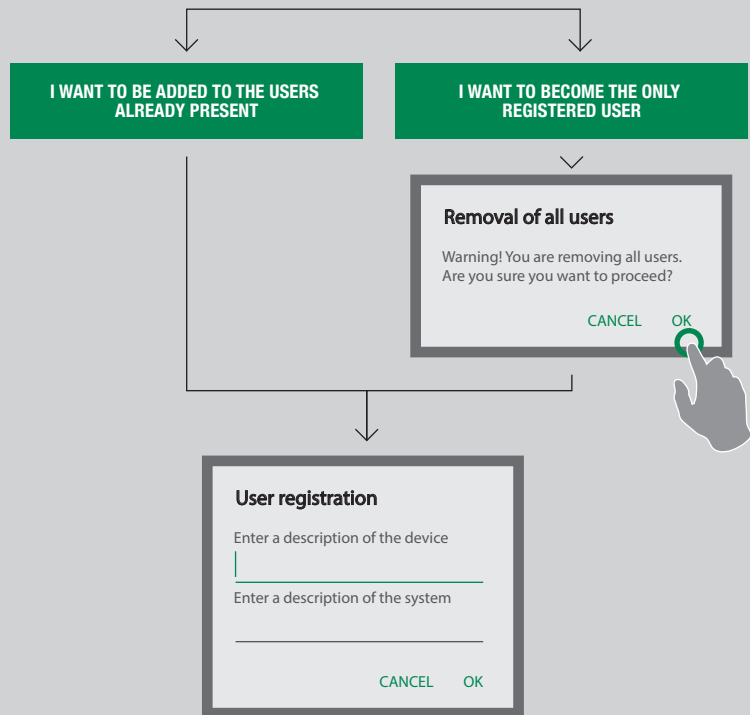 I WANT TO BE ADDED TO THE USERS
ALREADY PRESENT
I WANT TO BECOME THE ONLY
REGISTERED USER
Removal of all users
Warning! You are removing all users.
Are you sure you want to proceed?
CANCEL OK
User registration
Enter a description of the device
Enter a description of the system
CANCEL OK